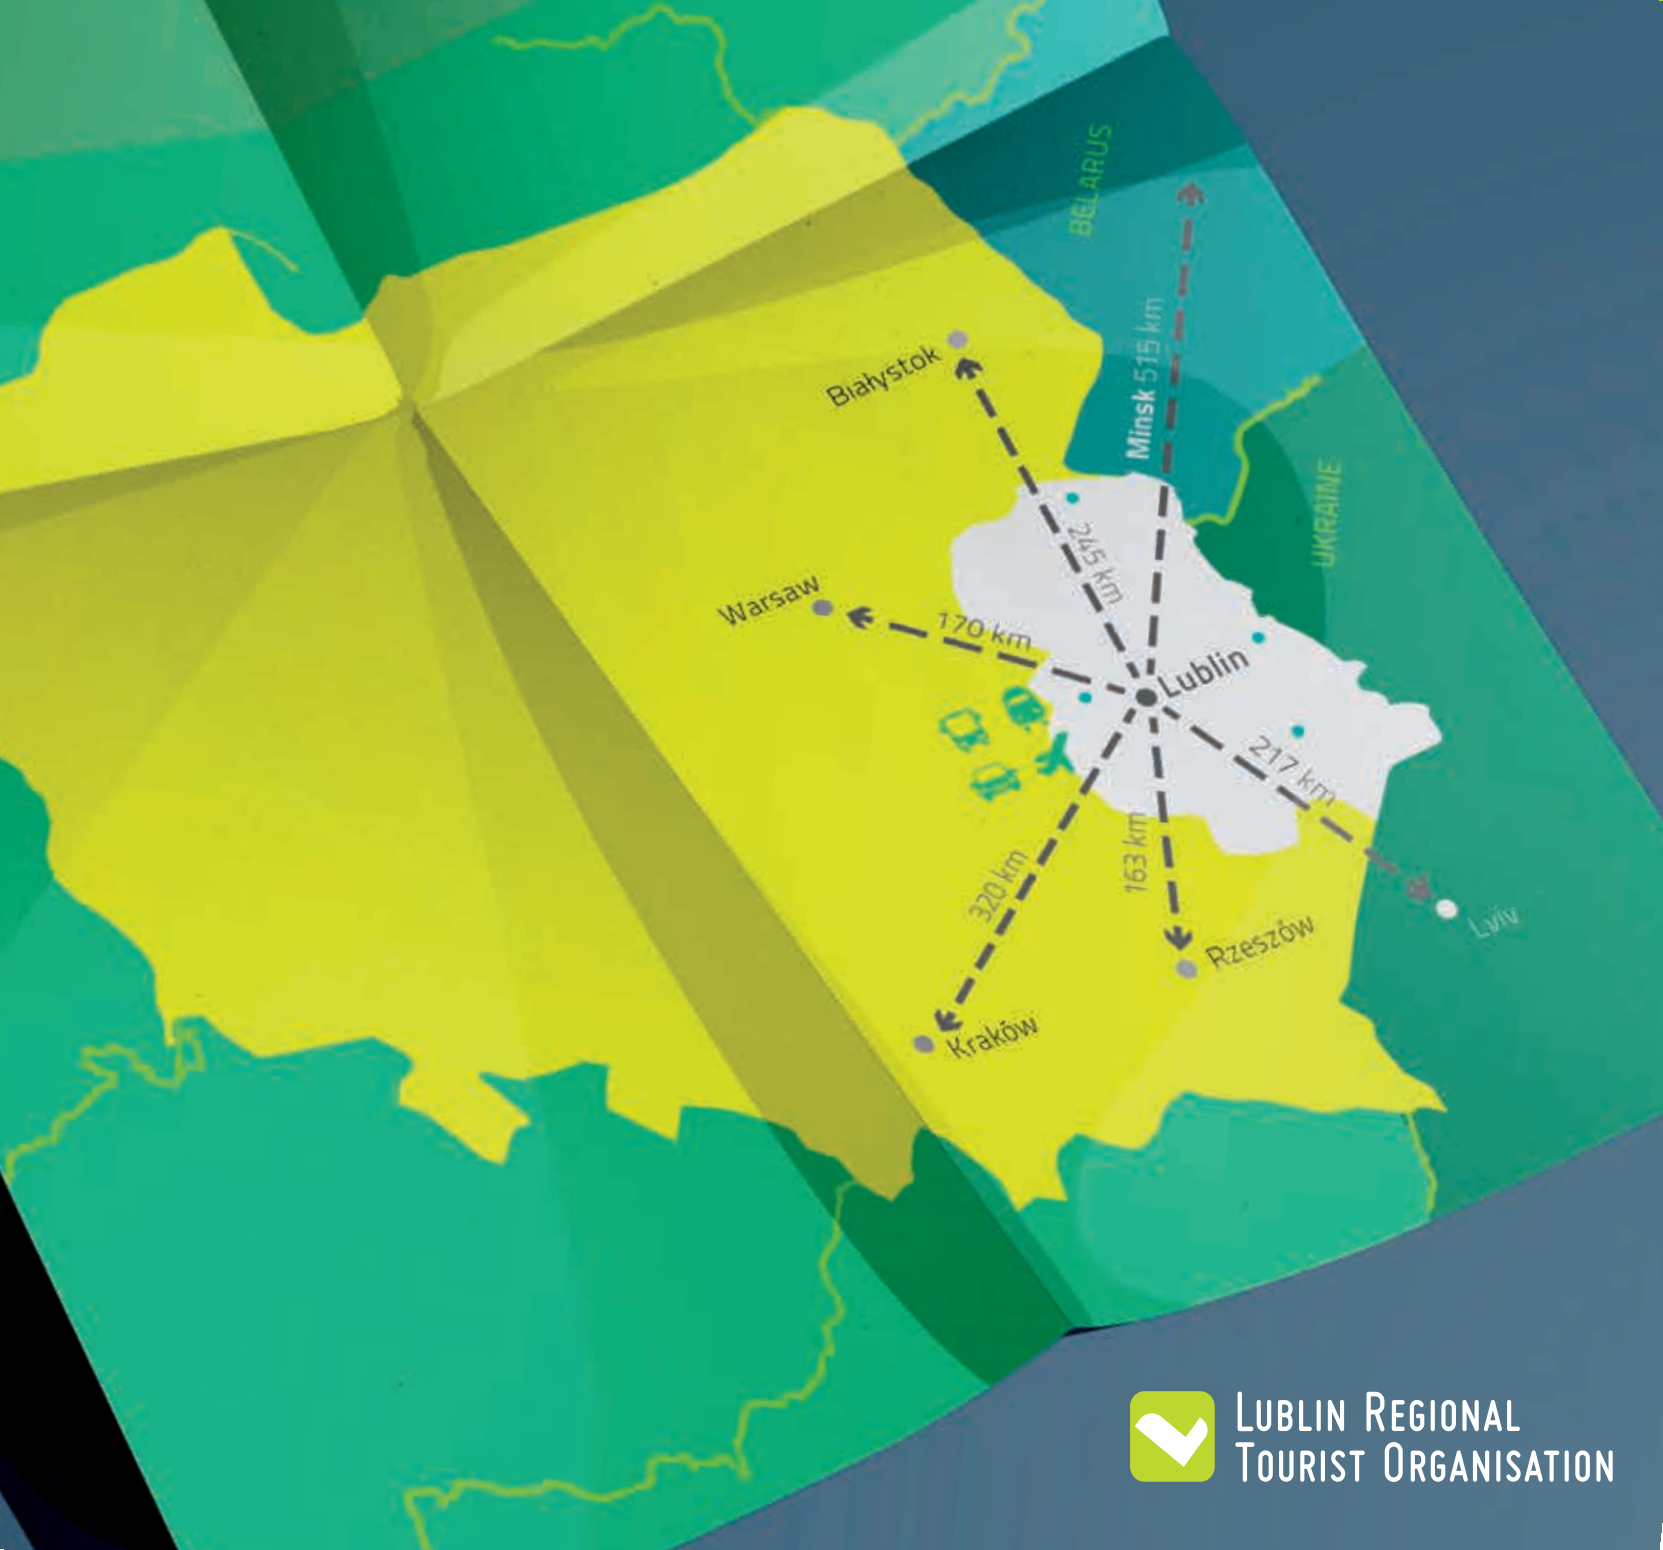 BELARUS
Minsk 515 km
Białystok
UKRAINE
245 km
Warsaw
170 km
Lublin
217 km
163 km
320 km
Lviv
Rzeszów
Kraków
LUBLIN REGIONAL
TOURIST ORGANISATION